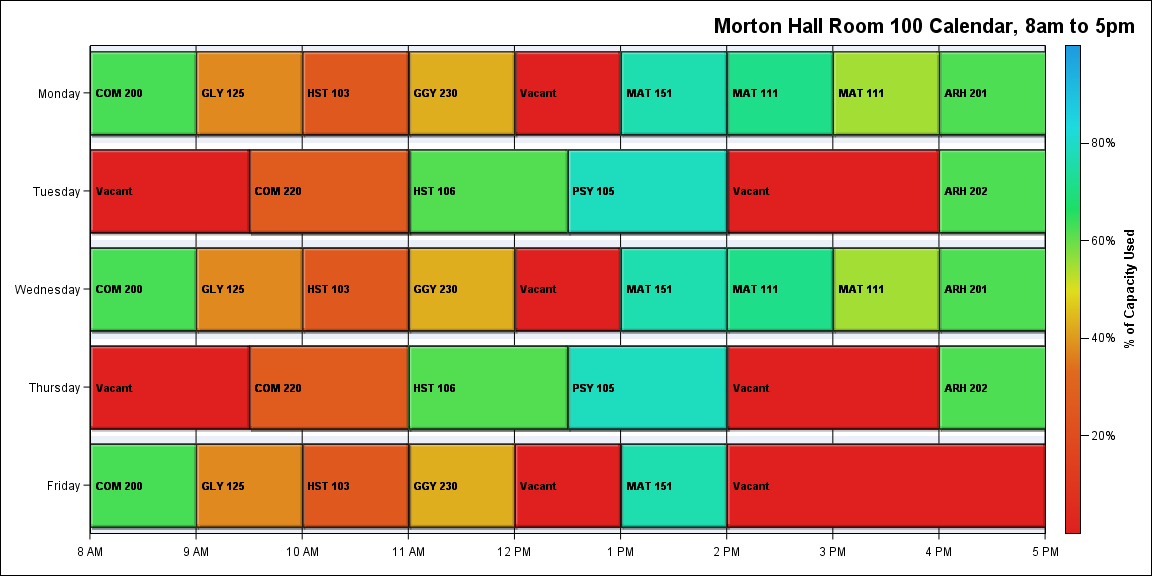 Morton Hall Room 100 Calendar, 8am to 5pm
Monday
COM 200
GLY 125
HST 103
GGY 230
Vacant
MAT 151
MAT 111
MAT 111
ARH 201
Tuesday
Vacant
COM 220
HST 106
PSY 105
Vacant
ARH 202
Wednesday
COM 200
GLY 125
HST 103
GGY 230
Vacant
MAT 151
MAT 111
MAT 111
ARH 201
Thursday
Vacant
COM 220
HST 106
PSY 105
Vacant
ARH 202
Friday
COM 200
GLY 125
HST 103
GGY 230
Vacant
MAT 151
Vacant
8 AM
9 AM
10 AM
11 AM
12 PM
1 PM
2 PM
3 PM
4 PM
5 PM
80%
60%
40%
20%
% of Capacity Used